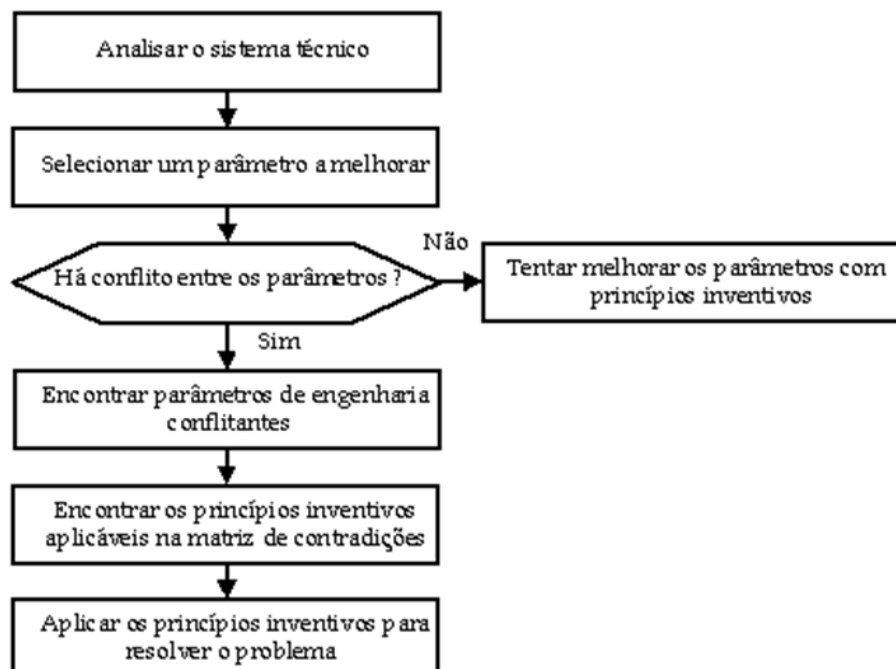 Analisar o sistema técnico
Selecionar um parâmetro a melhorar
Há conflito entre os parâmetros ?
Não
Tentar melhorar os parâmetros com
princípios inventivos
Sim
Encontrar parâmetros de engenharia
conflitantes
Encontrar os princípios inventivos
aplicáveis na matriz de contradições
Aplicar os princípios inventivos para
resolver o problema